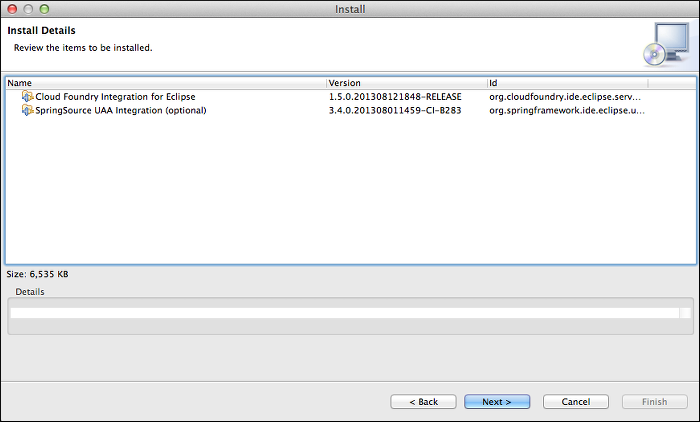 Install
Install Details
Review the items to be installed.
Name Version Id
Cloud Foundry Integration for Eclipse 1.5.0.201308121848-RELEASE org.cloudfoundry.ide.eclipse.serv...
SpringSource UAA Integration (optional) 3.4.0.201308011459-CI-B283 org.springframework.ide.eclipse.u...
Size: 6,535 KB
Details
< Back Next > Cancel Finish